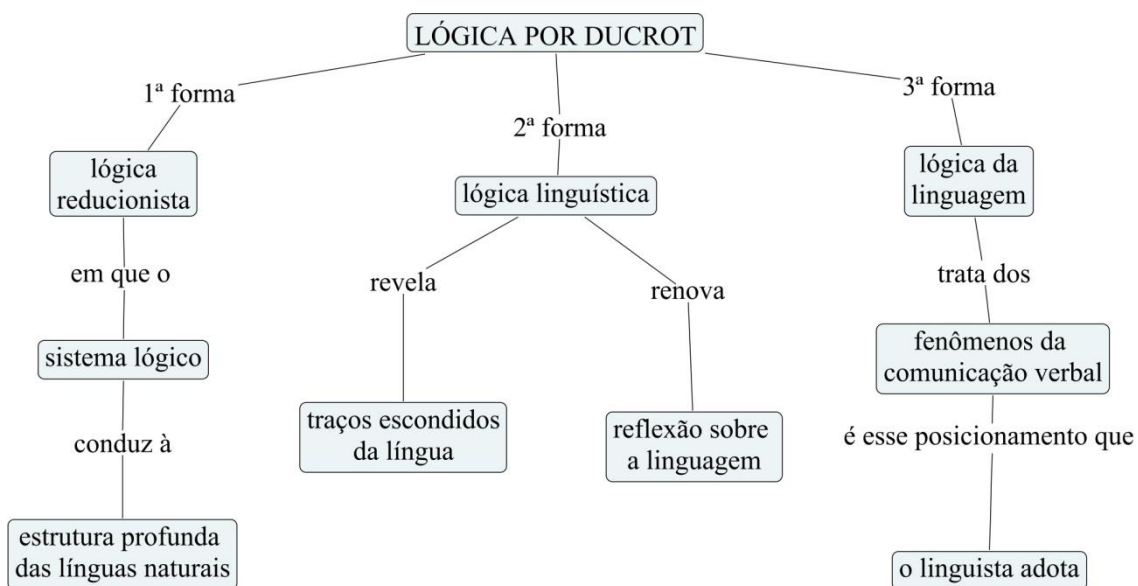 LÓGICA POR DUCROT
1ª forma
2ª forma
3ª forma
lógica
reducionista
lógica linguística
lógica da
linguagem
em que o
revela
renova
trata dos
sistema lógico
fenômenos da
comunicação verbal
traços escondidos
da língua
reflexão sobre
a linguagem
conduz à
é esse posicionamento que
estrutura profunda
das línguas naturais
o linguista adota